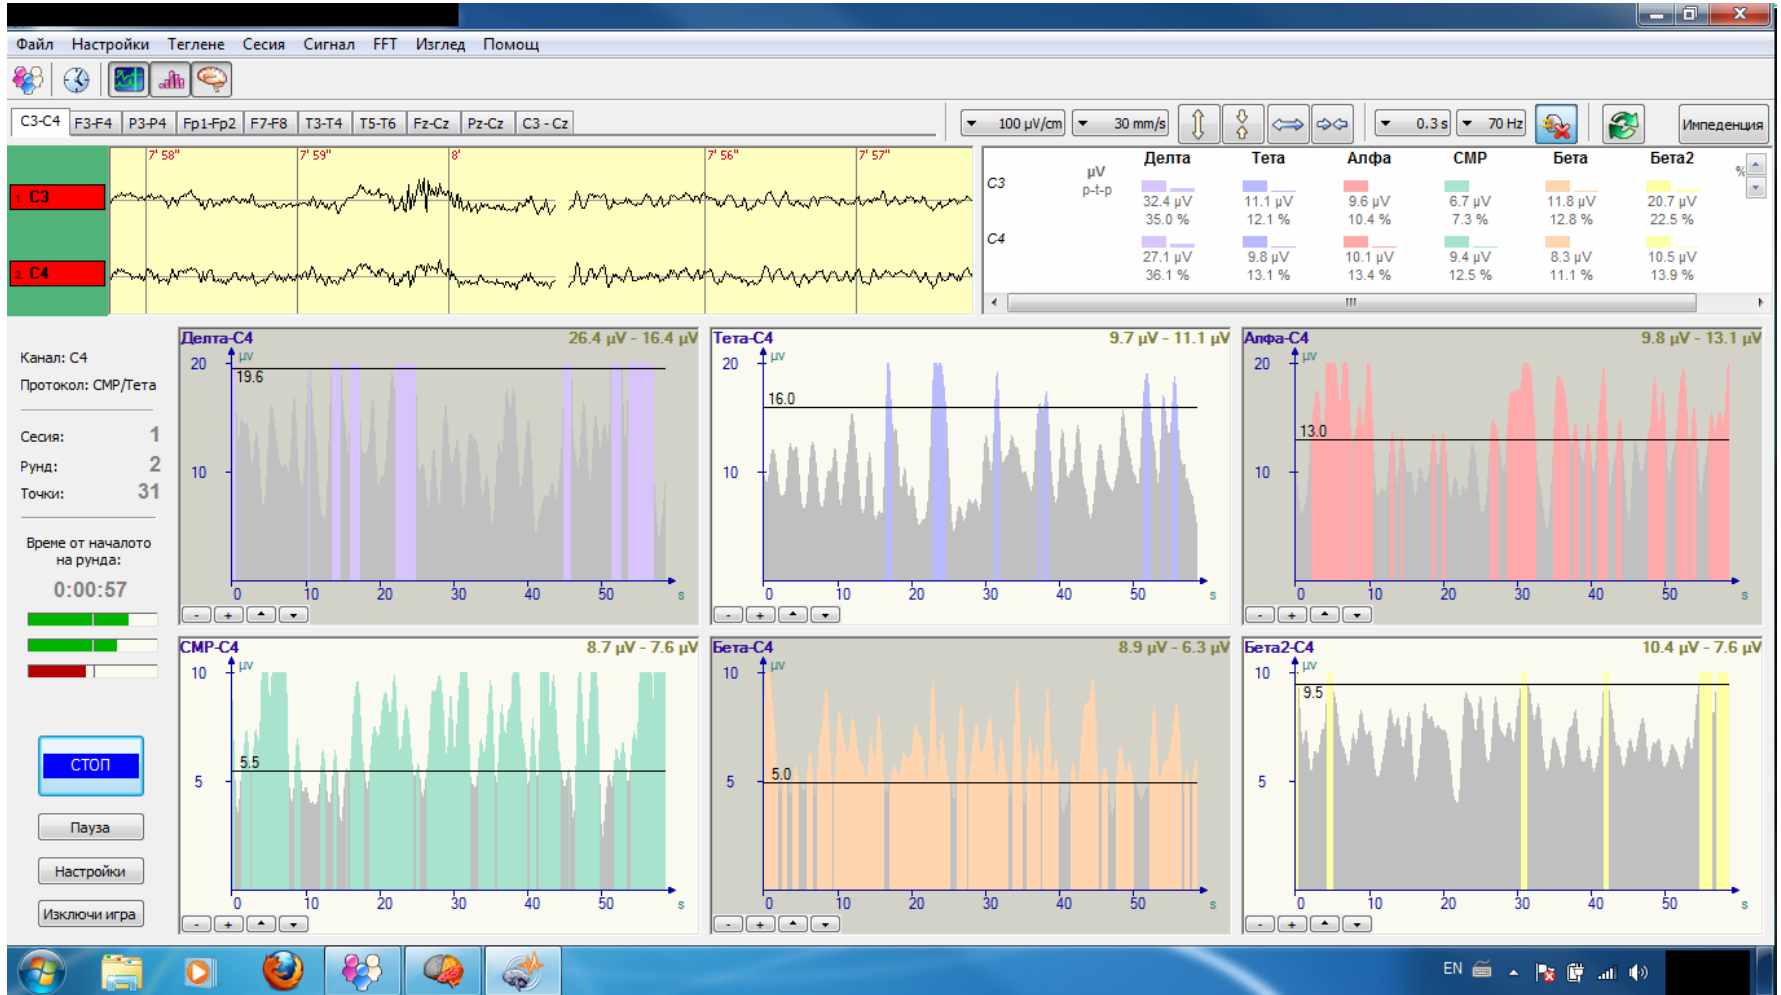 Файл Настройки Теглене Сесия Сигнал FFT Изглед Помощ
C3-C4 F3-F4 P3-P4 Fp1-Fp2 F7-F8 T3-T4 T5-T6 Fz-Cz Pz-Cz C3 - Cz
100 µV/cm 30 mm/s 0.3 s 70 Hz Импеденция
7' 58'' 7' 59'' 8' 7' 56'' 7' 57''
1. C3
2. C4
Делта Тета Алфа СМР Бета Бета2
µV %
C3 p-t-p
32.4 µV 11.1 µV 9.6 µV 6.7 µV 11.8 µV 20.7 µV
35.0 % 12.1 % 10.4 % 7.3 % 12.8 % 22.5 %
C4
27.1 µV 9.8 µV 10.1 µV 9.4 µV 8.3 µV 10.5 µV
36.1 % 13.1 % 13.4 % 12.5 % 11.1 % 13.9 %
Канал: C4
Протокол: СМР/Тета
Сесия: 1
Рунд: 2
Точки: 31
Време от началото
на рунда:
0:00:57
СТОП
Пауза
Настройки
Изключи игра
Делта-C4 26.4 µV - 16.4 µV
20 µV
19.6
10
0 10 20 30 40 50 s
- +
Тета-C4 9.7 µV - 11.1 µV
20 µV
16.0
10
0 10 20 30 40 50 s
- +
Алфа-C4 9.8 µV - 13.1 µV
20 µV
13.0
10
0 10 20 30 40 50 s
- +
СМР-C4 8.7 µV - 7.6 µV
10 µV
5.5
5
0 10 20 30 40 50 s
- +
Бета-C4 8.9 µV - 6.3 µV
10 µV
5.0
5
0 10 20 30 40 50 s
- +
Бета2-C4 10.4 µV - 7.6 µV
10 µV
9.5
5
0 10 20 30 40 50 s
- +
EN